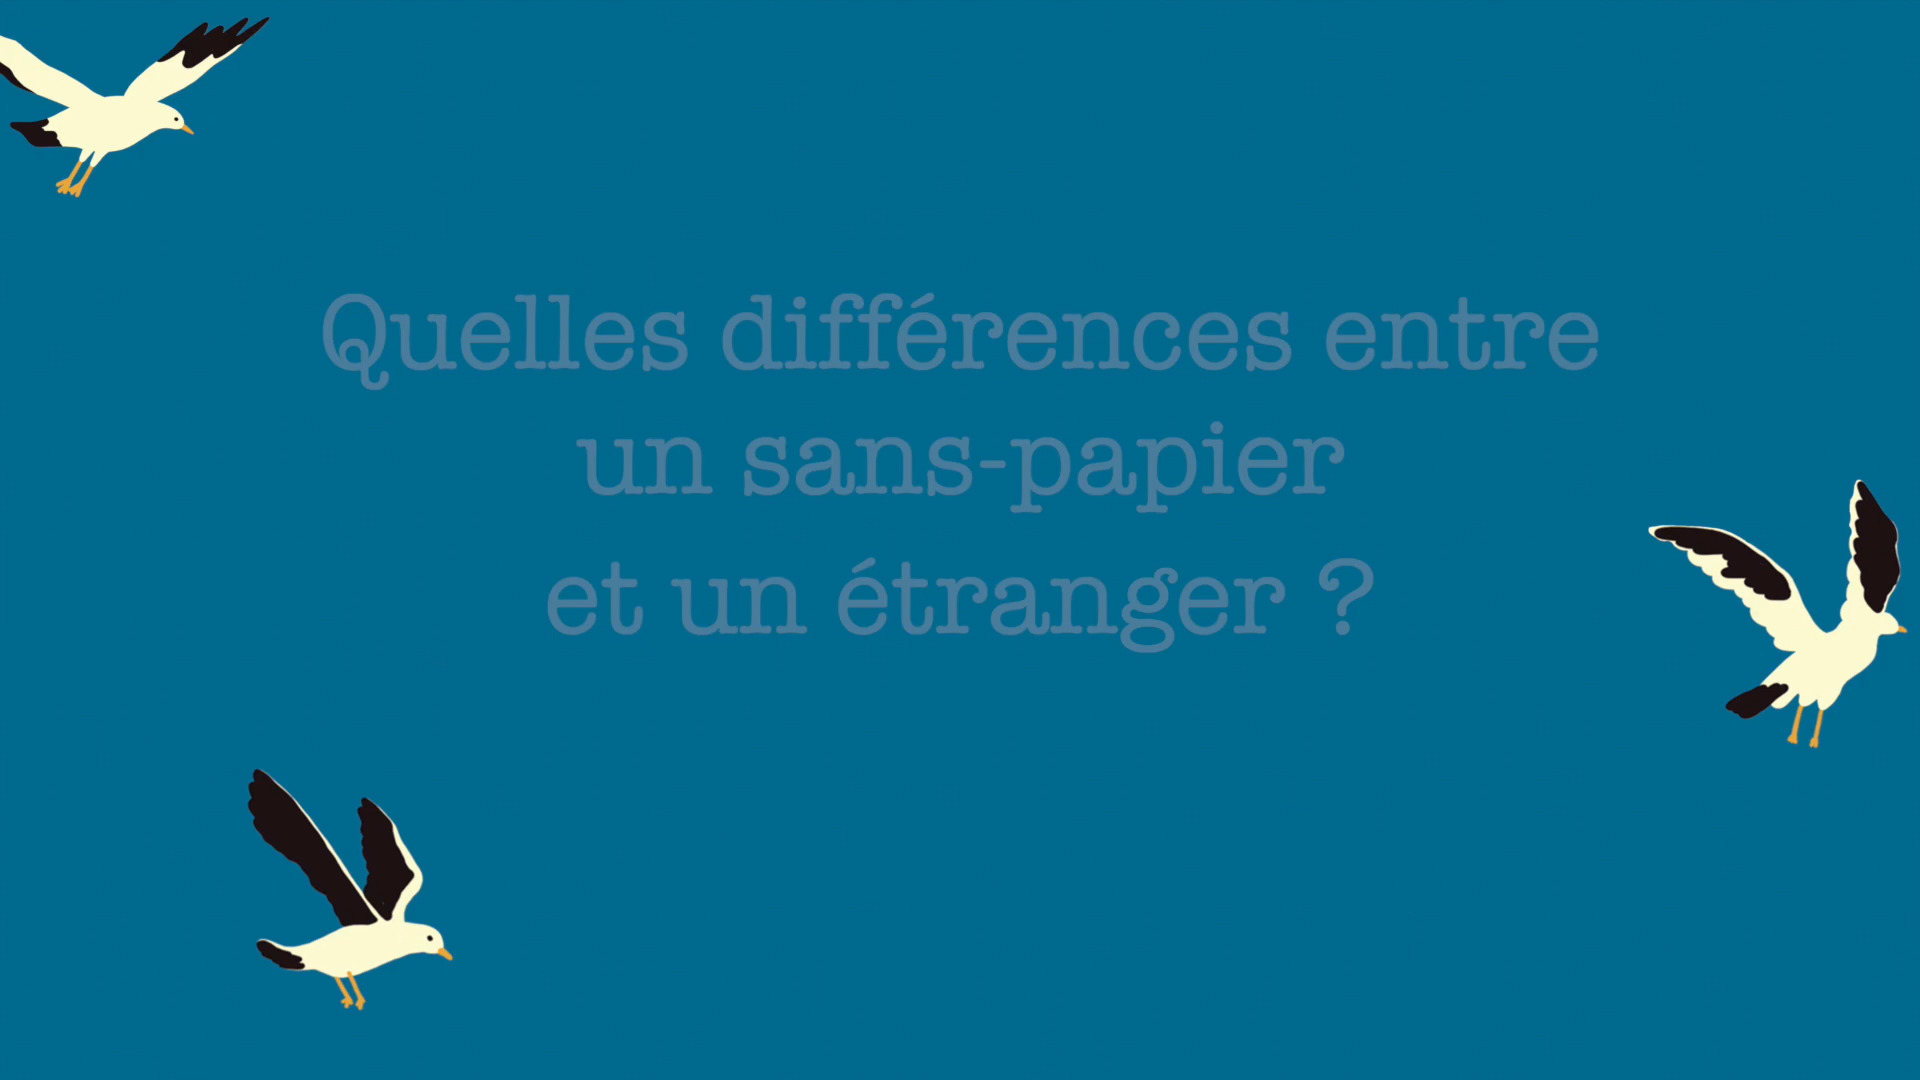 Quelles différences entre
un sans-papier
et un étranger ?